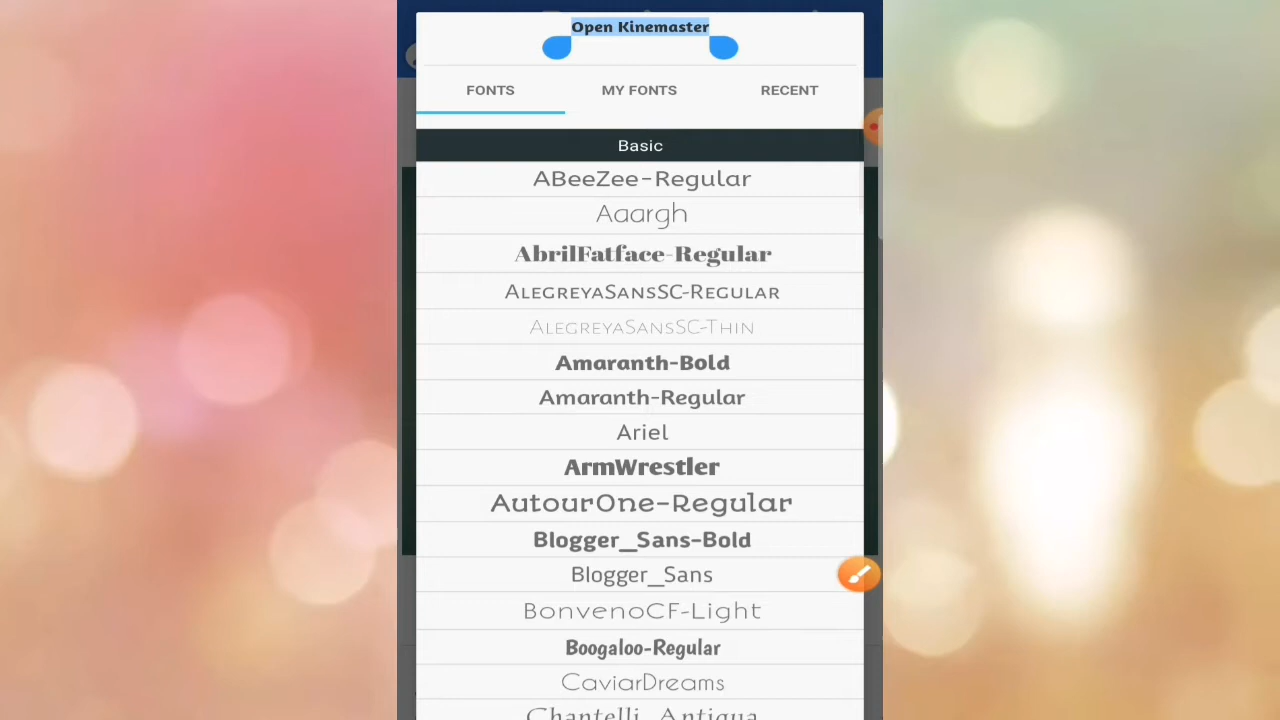 Open Kinemaster
FONTS MY FONTS RECENT
Basic
ABeeZee-Regular
Aaargh
AbrilFatface-Regular
AlegreyaSansSC-Regular
AlegreyaSansSC-Thin
Amaranth-Bold
Amaranth-Regular
Ariel
ArmWrestler
AutourOne-Regular
Blogger_Sans-Bold
Blogger_Sans
BonvenoCF-Light
Boogaloo-Regular
CaviarDreams
Chantelli_Antiqua